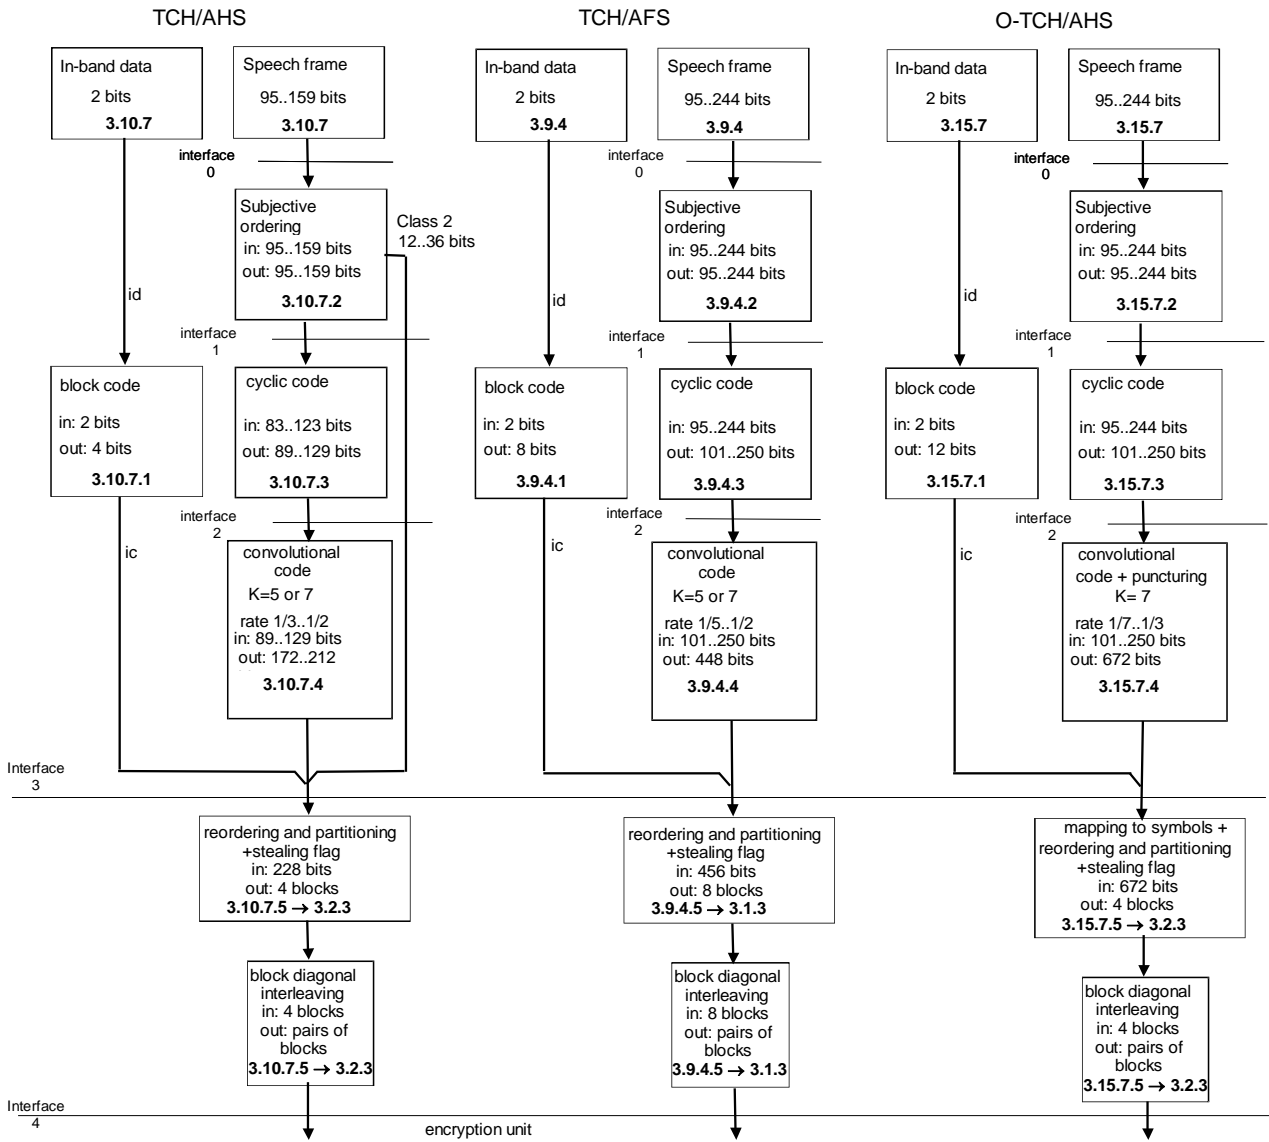 TCH/AHS
In-band data
2 bits
3.10.7
Speech frame
95..159 bits
3.10.7
interface
0
Subjective
ordering
in: 95..159 bits
out: 95..159 bits
3.10.7.2
Class 2
12..36 bits
id
interface
1
block code
in: 2 bits
out: 4 bits
3.10.7.1
cyclic code
in: 83..123 bits
out: 89..129 bits
3.10.7.3
interface
2
ic
convolutional
code
K=5 or 7
rate 1/3..1/2
in: 89..129 bits
out: 172..212
3.10.7.4
Interface
3
reordering and partitioning
+stealing flag
in: 228 bits
out: 4 blocks
3.10.7.5 → 3.2.3
block diagonal
interleaving
in: 4 blocks
out: pairs of
blocks
3.10.7.5 → 3.2.3
TCH/AFS
In-band data
2 bits
3.9.4
Speech frame
95..244 bits
3.9.4
interface
0
Subjective
ordering
in: 95..244 bits
out: 95..244 bits
3.9.4.2
id
interface
1
block code
in: 2 bits
out: 8 bits
3.9.4.1
cyclic code
in: 95..244 bits
out: 101..250 bits
3.9.4.3
interface
2
ic
convolutional
code
K=5 or 7
rate 1/5..1/2
in: 101..250 bits
out: 448 bits
3.9.4.4
reordering and partitioning
+stealing flag
in: 456 bits
out: 8 blocks
3.9.4.5 → 3.1.3
block diagonal
interleaving
in: 8 blocks
out: pairs of
blocks
3.9.4.5 → 3.1.3
O-TCH/AHS
In-band data
2 bits
3.15.7
Speech frame
95..244 bits
3.15.7
interface
0
Subjective
ordering
in: 95..244 bits
out: 95..244 bits
3.15.7.2
id
interface
1
block code
in: 2 bits
out: 12 bits
3.15.7.1
cyclic code
in: 95..244 bits
out: 101..250 bits
3.15.7.3
interface
2
ic
convolutional
code + puncturing
K= 7
rate 1/7..1/3
in: 101..250 bits
out: 672 bits
3.15.7.4
mapping to symbols +
reordering and partitioning
+stealing flag
in: 672 bits
out: 4 blocks
3.15.7.5 → 3.2.3
block diagonal
interleaving
in: 4 blocks
out: pairs of
blocks
3.15.7.5 → 3.2.3
Interface
4
encryption unit